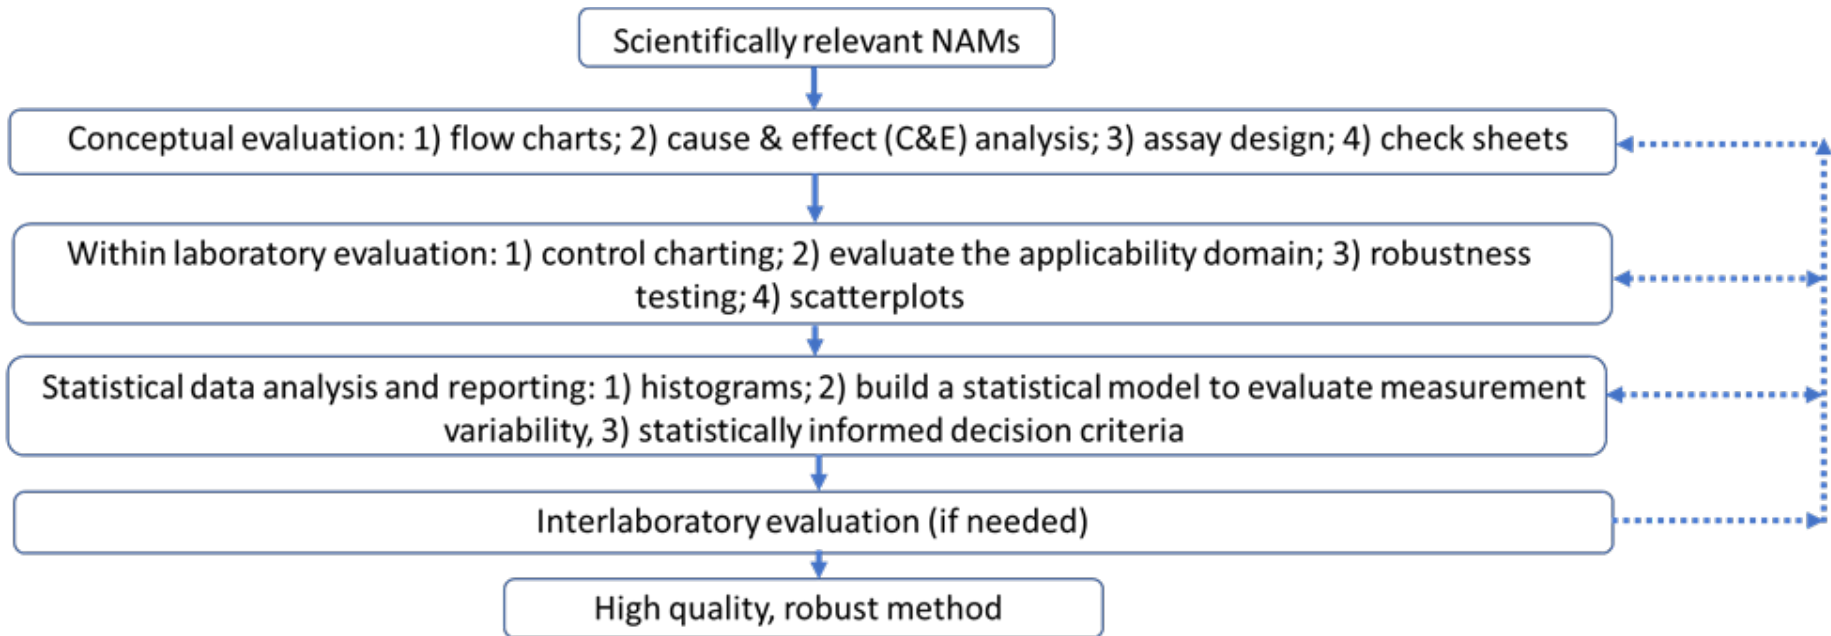 Scientifically relevant NAMs
Conceptual evaluation: 1) flow charts; 2) cause & effect (C&E) analysis; 3) assay design; 4) check sheets
Within laboratory evaluation: 1) control charting; 2) evaluate the applicability domain; 3) robustness
testing; 4) scatterplots
Statistical data analysis and reporting: 1) histograms; 2) build a statistical model to evaluate measurement
variability, 3) statistically informed decision criteria
Interlaboratory evaluation (if needed)
High quality, robust method